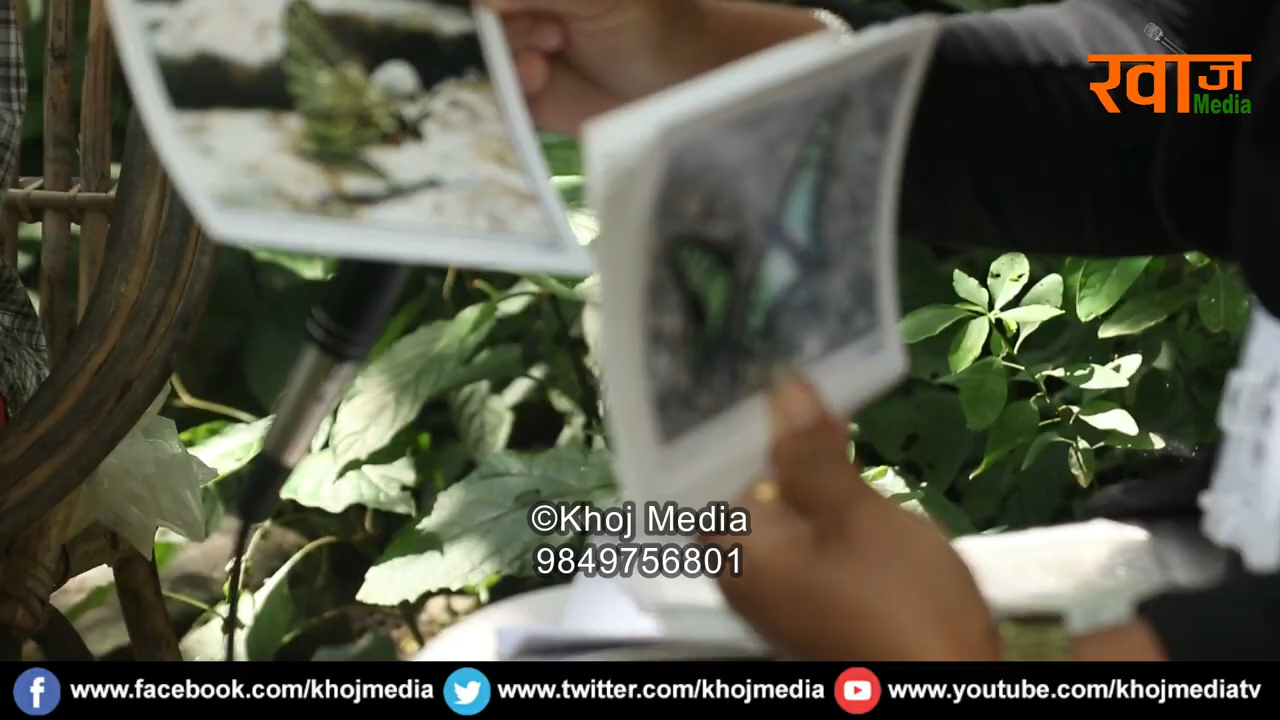 खोज
Media
©Khoj Media
9849756801
www.facebook.com/khojmedia www.twitter.com/khojmedia www.youtube.com/khojmediatv